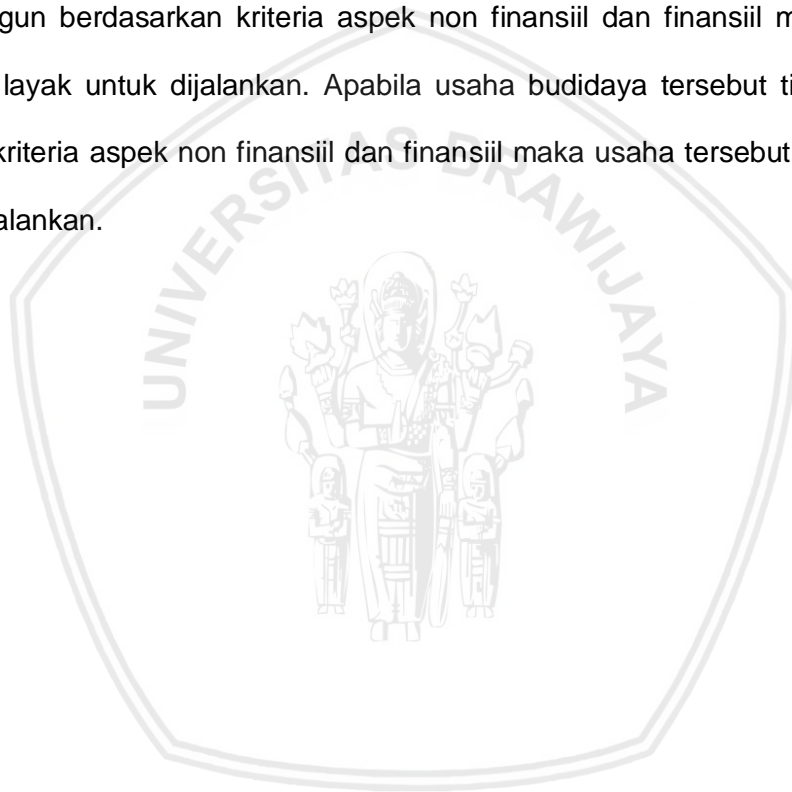 gun berdasarkan kriteria aspek non finansiil dan finansiil m
layak untuk dijalankan. Apabila usaha budidaya tersebut ti
kriteria aspek non finansiil dan finansiil maka usaha tersebut
alankan.
UNIVERSITAS BRAWIJAYA